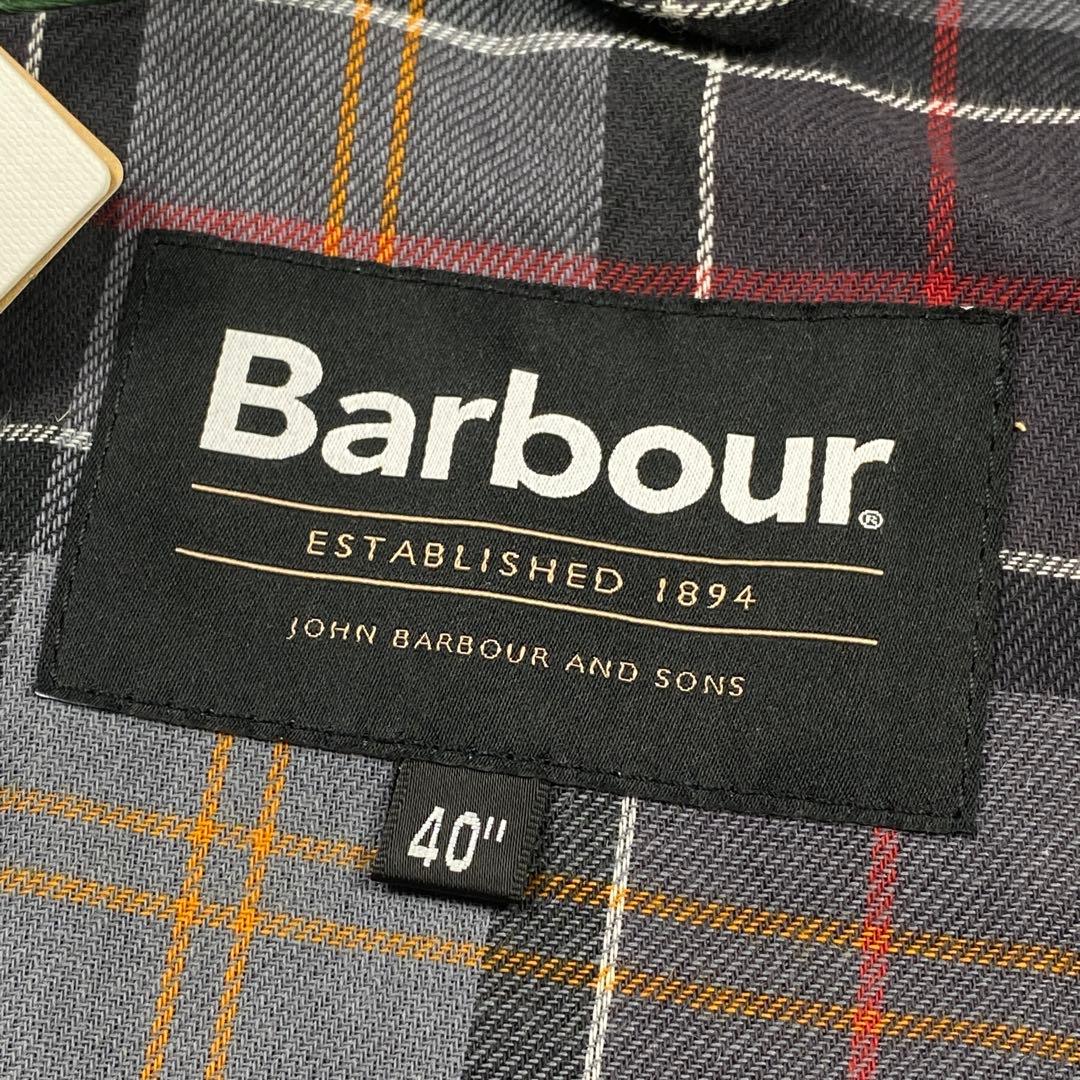 Barbour®
ESTABLISHED 1894
JOHN BARBOUR AND SONS
40"